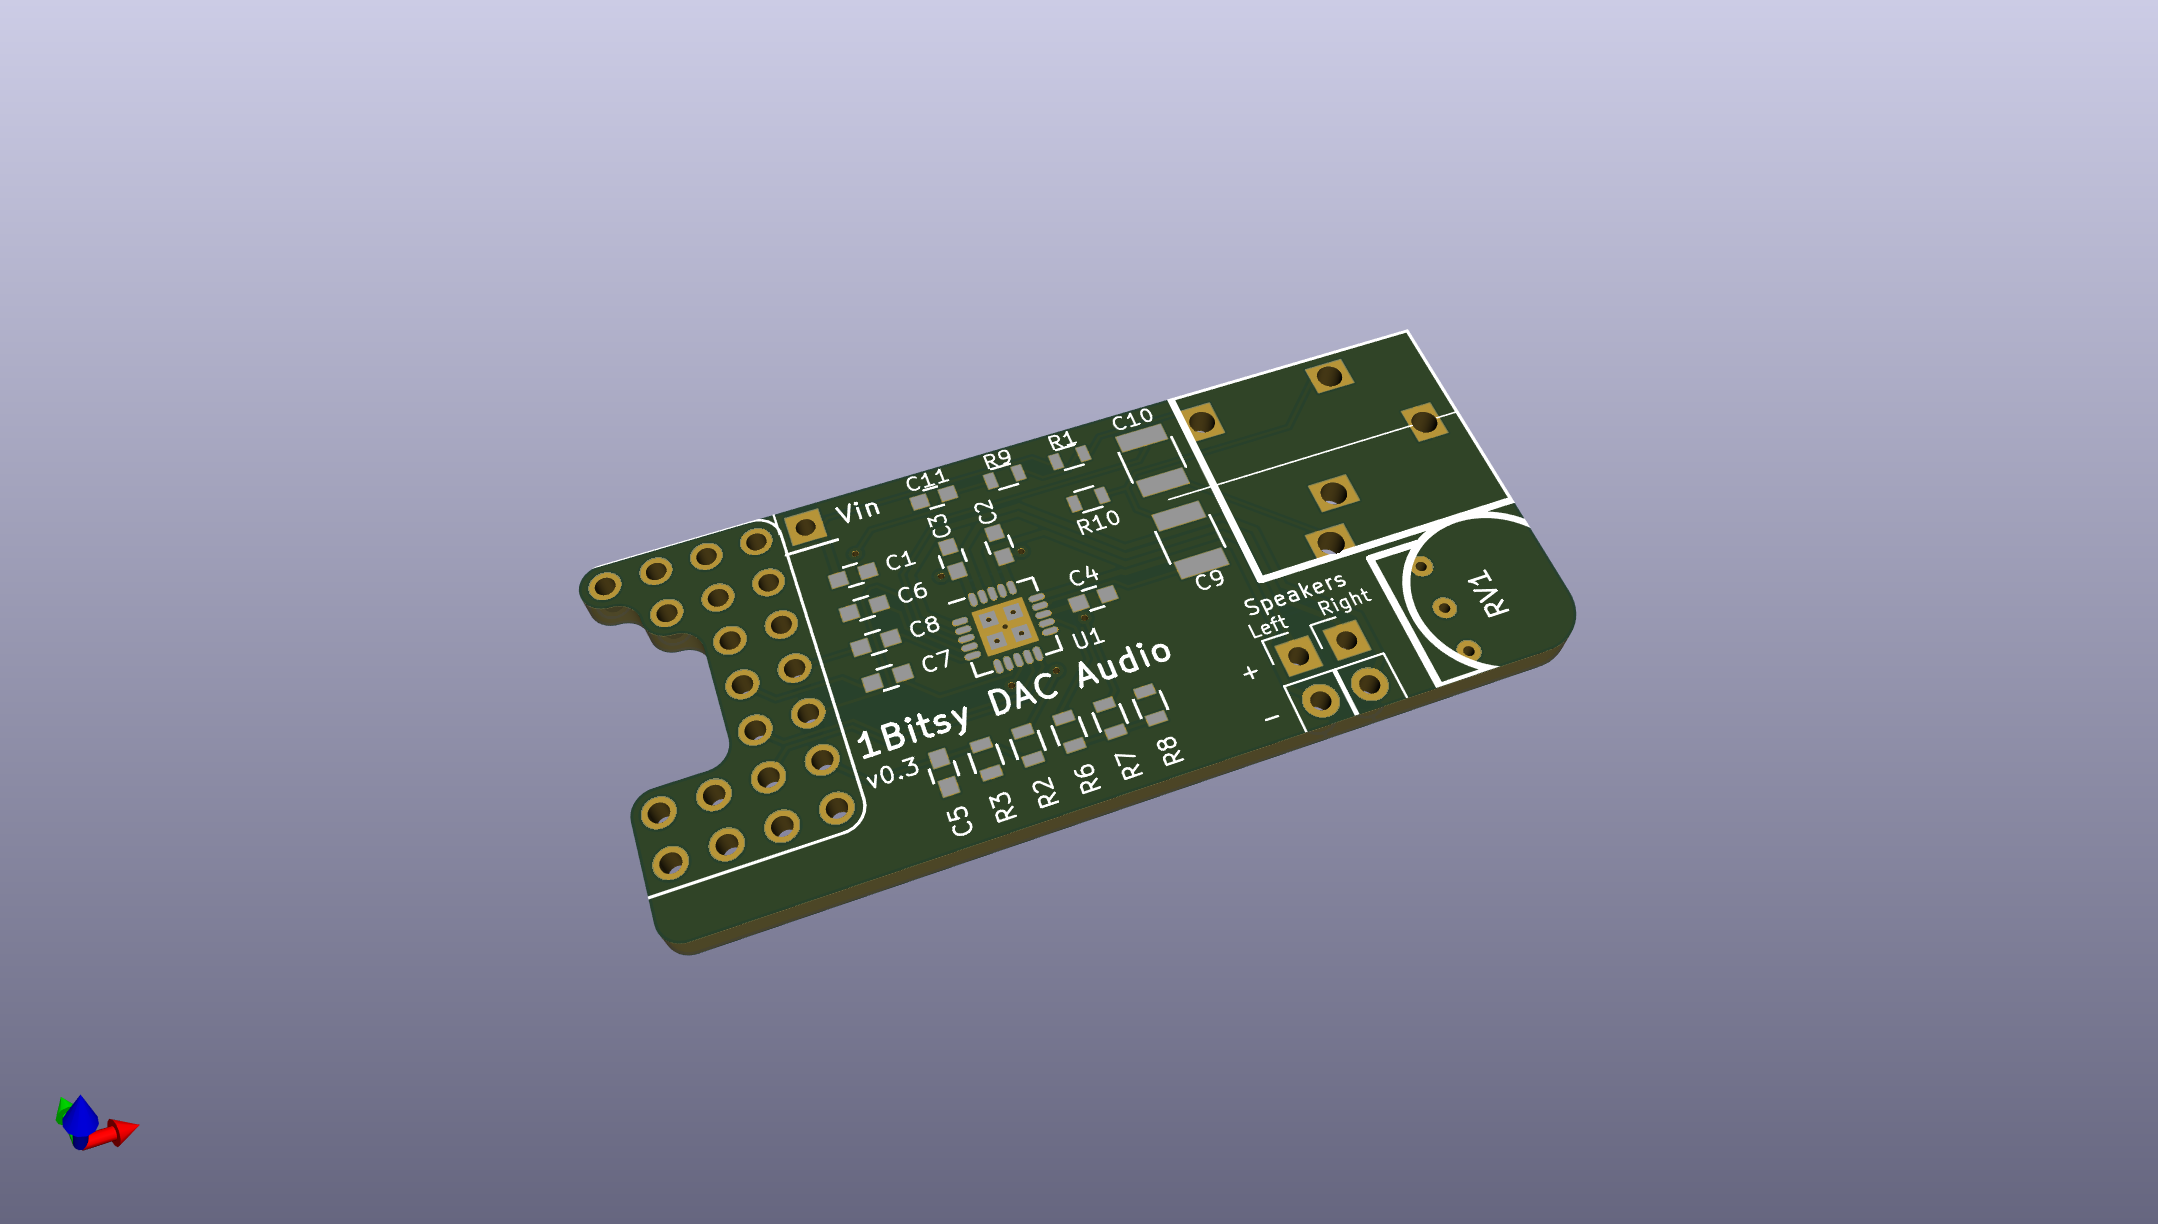 C10
R1
R9
C11
Vin
C3
C2
R10
C1
C4
C9
C6
Speakers
Left Right
RV1
C8
U1
C7
+
1Bitsy DAC Audio
−
v0.3
C5
R3
R2
R6
R7
R8